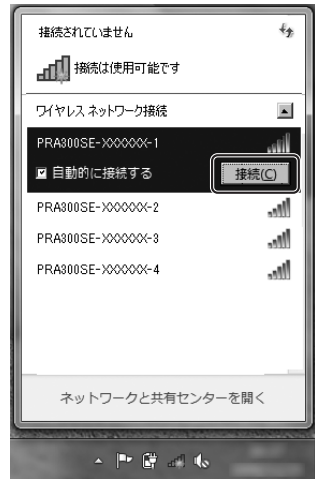 接続されていません
接続は使用可能です
ワイヤレス ネットワーク接続
PRA300SE-XXXXXX-1
自動的に接続する
接続(C)
PRA300SE-XXXXXX-2
PRA300SE-XXXXXX-3
PRA300SE-XXXXXX-4
ネットワークと共有センターを開く